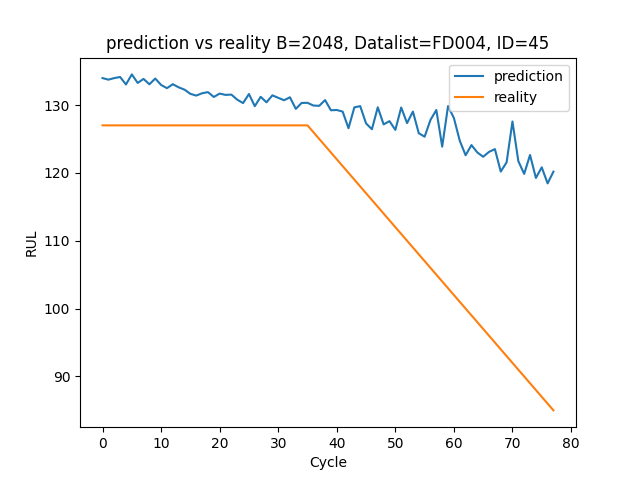 prediction vs reality B=2048, Datalist=FD004, ID=45
prediction
reality
130
120
110
100
90
RUL
0 10 20 30 40 50 60 70 80
Cycle